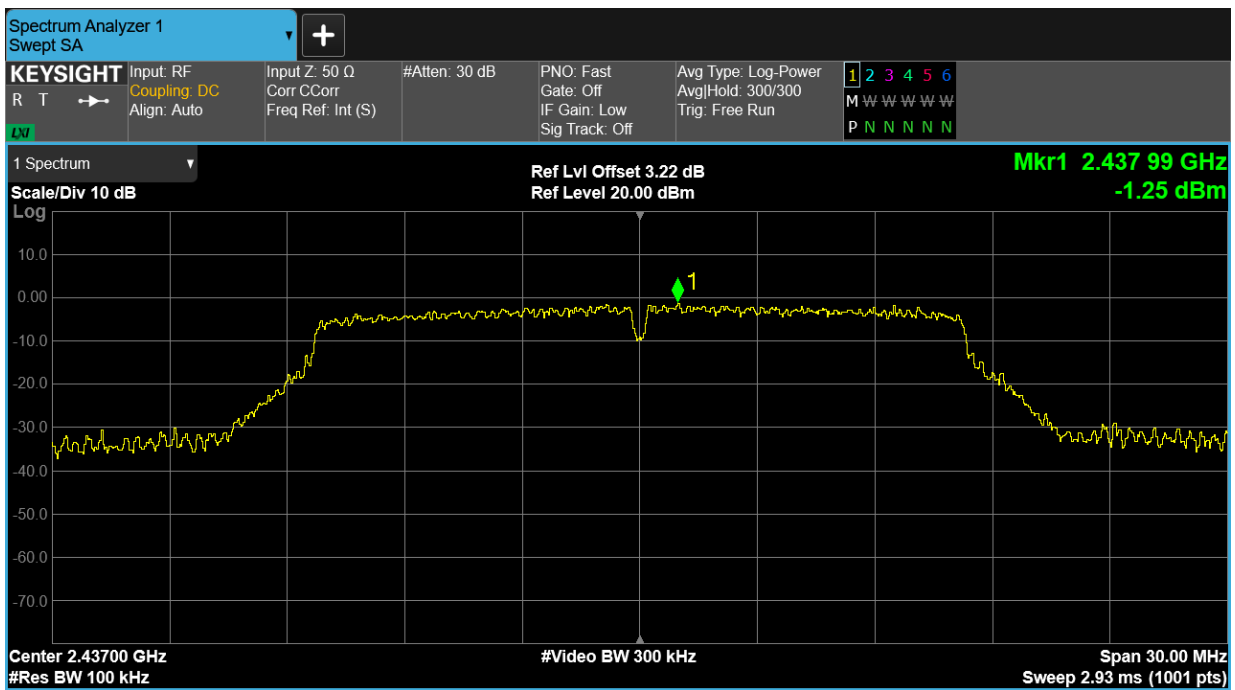 Spectrum Analyzer 1
Swept SA
KEYSIGHT
R T
LXI
Input: RF
Coupling: DC
Align: Auto
Input Z: 50 Ω
Corr CCorr
Freq Ref: Int (S)
#Atten: 30 dB
PNO: Fast
Gate: Off
IF Gain: Low
Sig Track: Off
Avg Type: Log-Power
Avg|Hold: 300/300
Trig: Free Run
1 2 3 4 5 6
M W W W W W
P N N N N N
1 Spectrum
Scale/Div 10 dB
Log
Ref Lvl Offset 3.22 dB
Ref Level 20.00 dBm
Mkr1 2.437 99 GHz
-1.25 dBm
10.0
0.00
-10.0
-20.0
-30.0
-40.0
-50.0
-60.0
-70.0
1
Center 2.43700 GHz
#Res BW 100 kHz
#Video BW 300 kHz
Span 30.00 MHz
Sweep 2.93 ms (1001 pts)